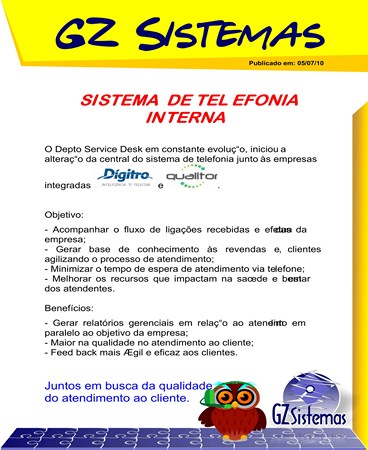 GZ SISTEMAS
Publicado em: 05/07/10
SISTEMA DE TEL EFONIA
INTERNA
O Depto Service Desk em constante evoluç“o, iniciou a
alteraç“o da central do sistema de telefonia junto às empresas
integradas Dígitro e qualitor .
INTELIGÊNCIA TI TELECOM
Objetivo:
- Acompanhar o fluxo de ligações recebidas e da
empresa;
- Gerar base de conhecimento às revendas e, clientes
agilizando o processo de atendimento;
- Minimizar o tempo de espera de atendimento via telefone;
- Melhorar os recursos que impactam na saúde e
dos atendentes.
Benefícios:
- Gerar relatórios gerenciais em relaç“o ao em
paralelo ao objetivo da empresa;
- Maior na qualidade no atendimento ao cliente;
- Feed back mais Ægil e eficaz aos clientes.
Juntos em busca da qualidade
do atendimento ao cliente.
GZSistemas